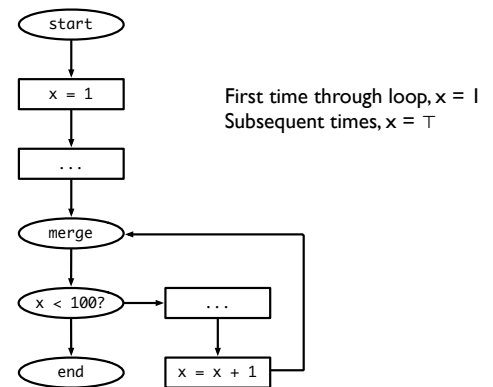 start
x = 1
First time through loop, x = 1
Subsequent times, x = ⊤
...
merge
x < 100?
...
end
x = x + 1